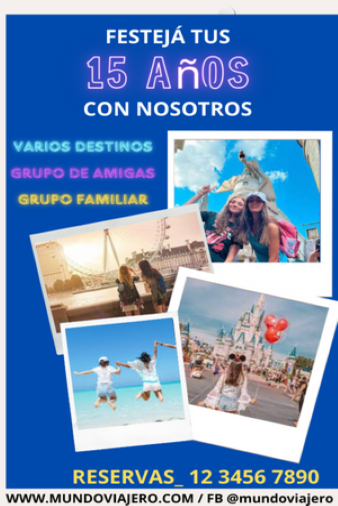 FESTEJÁ TUS
15 AñOS
CON NOSOTROS
VARIOS DESTINOS
GRUPO DE AMIGAS
GRUPO FAMILIAR
RESERVAS_ 12 3456 7890
WWW.MUNDOVIAJERO.COM / FB @mundoviajero